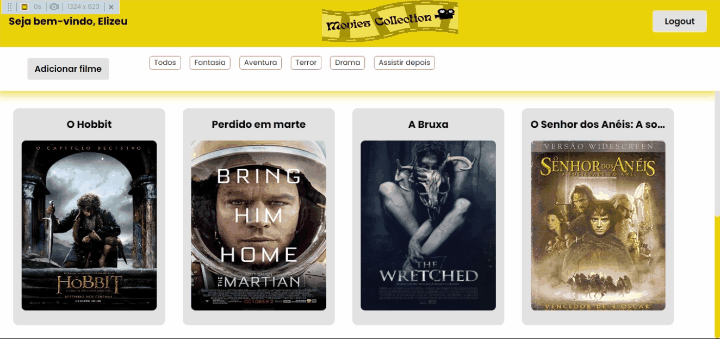 0s
1324 x 623
Seja bem-vindo, Elizeu
Movies Collection
Logout
Adicionar filme
Todos
Fantasia
Aventura
Terror
Drama
Assistir depois
O Hobbit
Perdido em marte
A Bruxa
O Senhor dos Anéis: A so...
O CAPÍTULO DECISIVO
HOBBIT
BRING
HIM
HOME
THE MARTIAN
THE
WRETCHED
VERSÃO WIDESCREEN
O SENHOR DOS ANÉIS
VENCEDOR DE 4 OSCAR